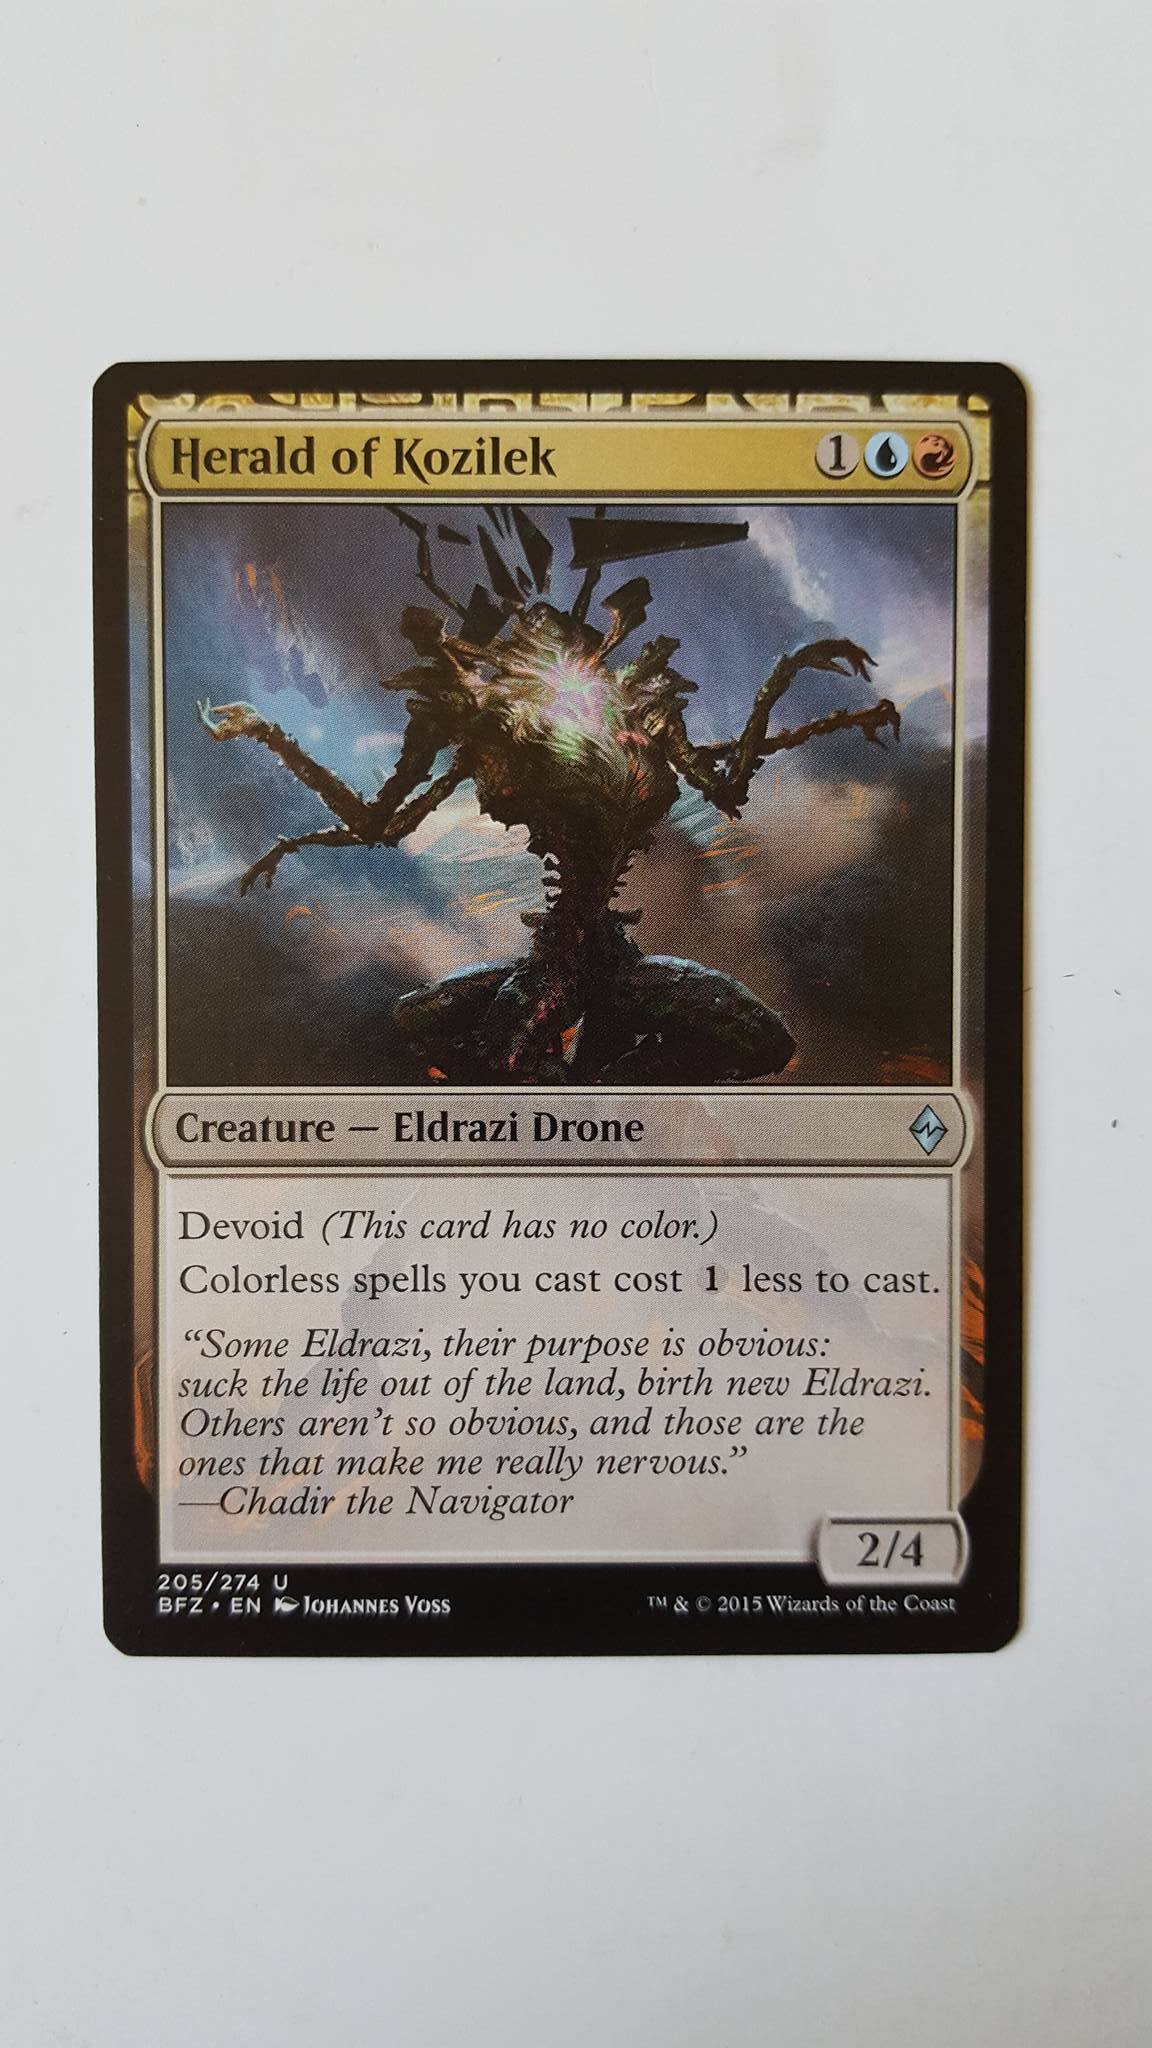 Herald of Kozilek 1
Creature — Eldrazi Drone
Devoid (This card has no color.)
Colorless spells you cast cost 1 less to cast.
“Some Eldrazi, their purpose is obvious:
suck the life out of the land, birth new Eldrazi.
Others aren’t so obvious, and those are the
ones that make me really nervous.”
—Chadir the Navigator
2/4
205/274 U
BFZ • EN Johannes Voss ™ & © 2015 Wizards of the Coast